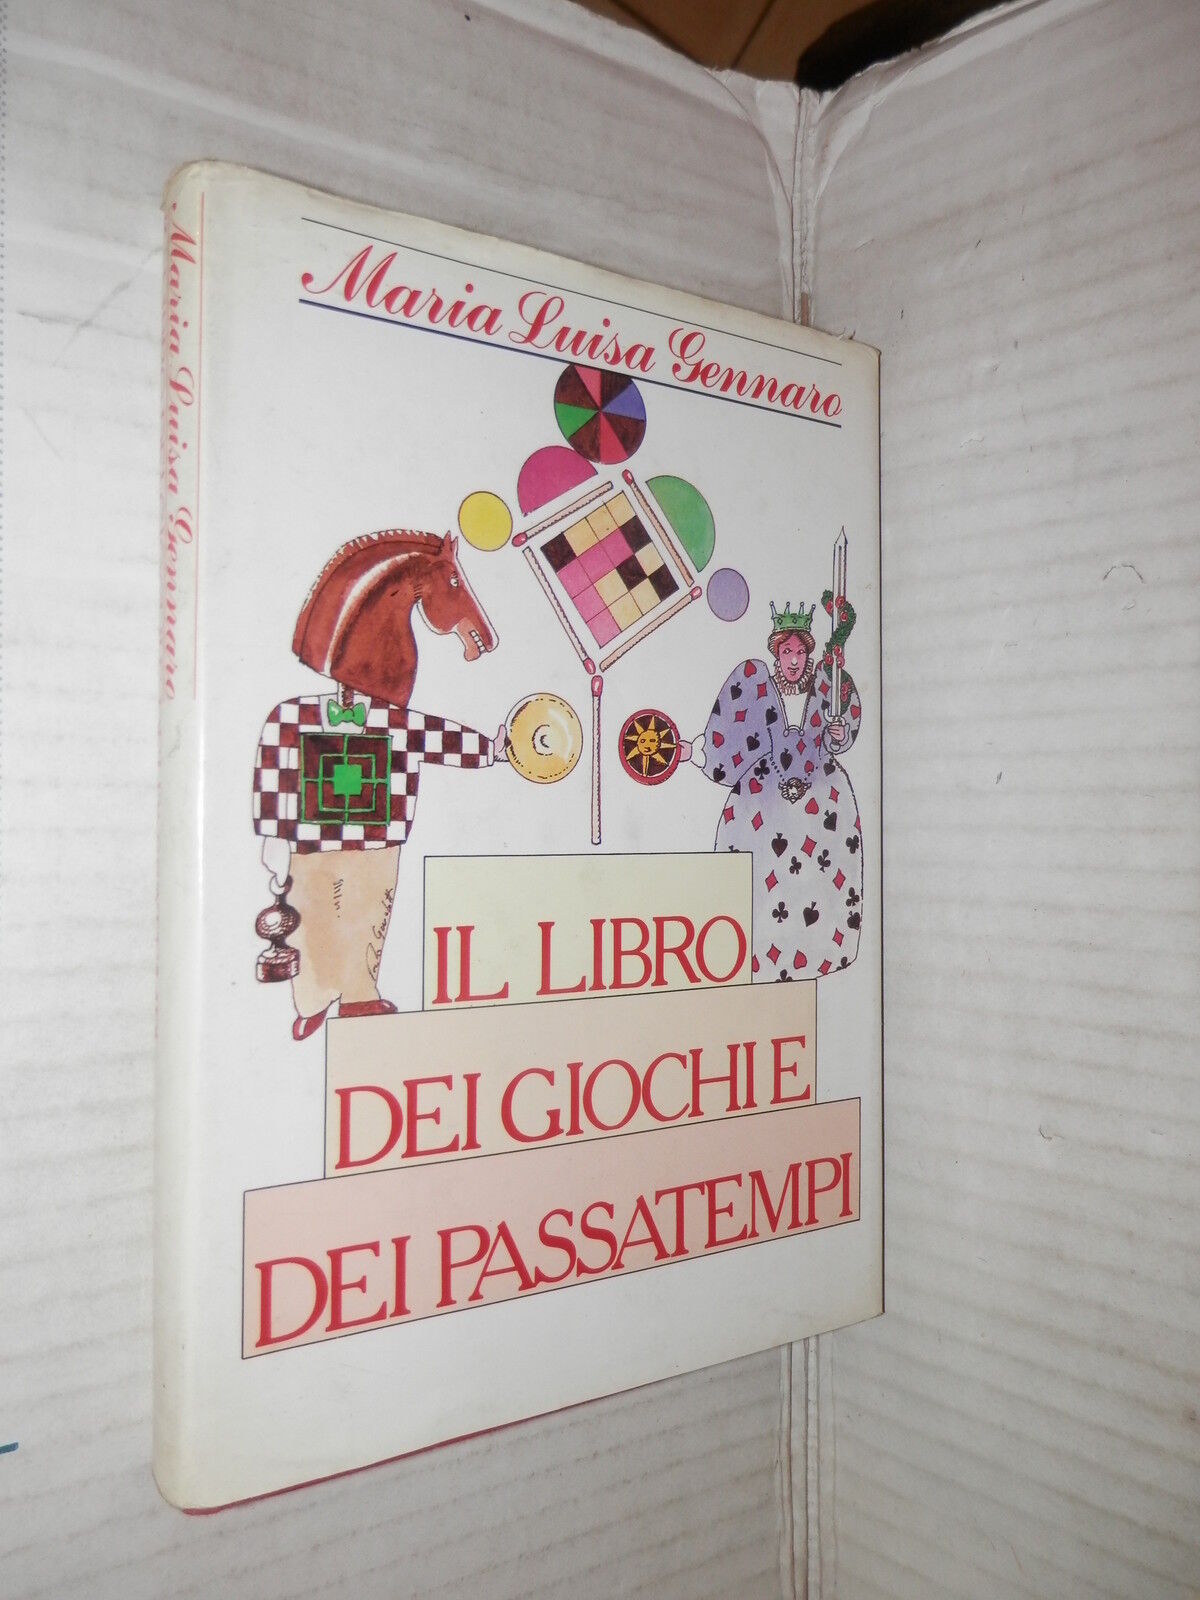 Maria Luisa Gennaro
Maria Luisa Gennaro
IL LIBRO
DEI GIOCHI E
DEI PASSATEMPI